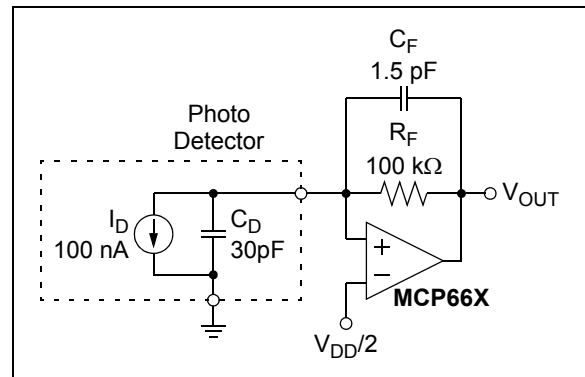 C_F
1.5 pF
R_F
100 kΩ
Photo
Detector
I_D
100 nA
C_D
30pF
V_OUT
+
−
MCP66X
V_DD/2